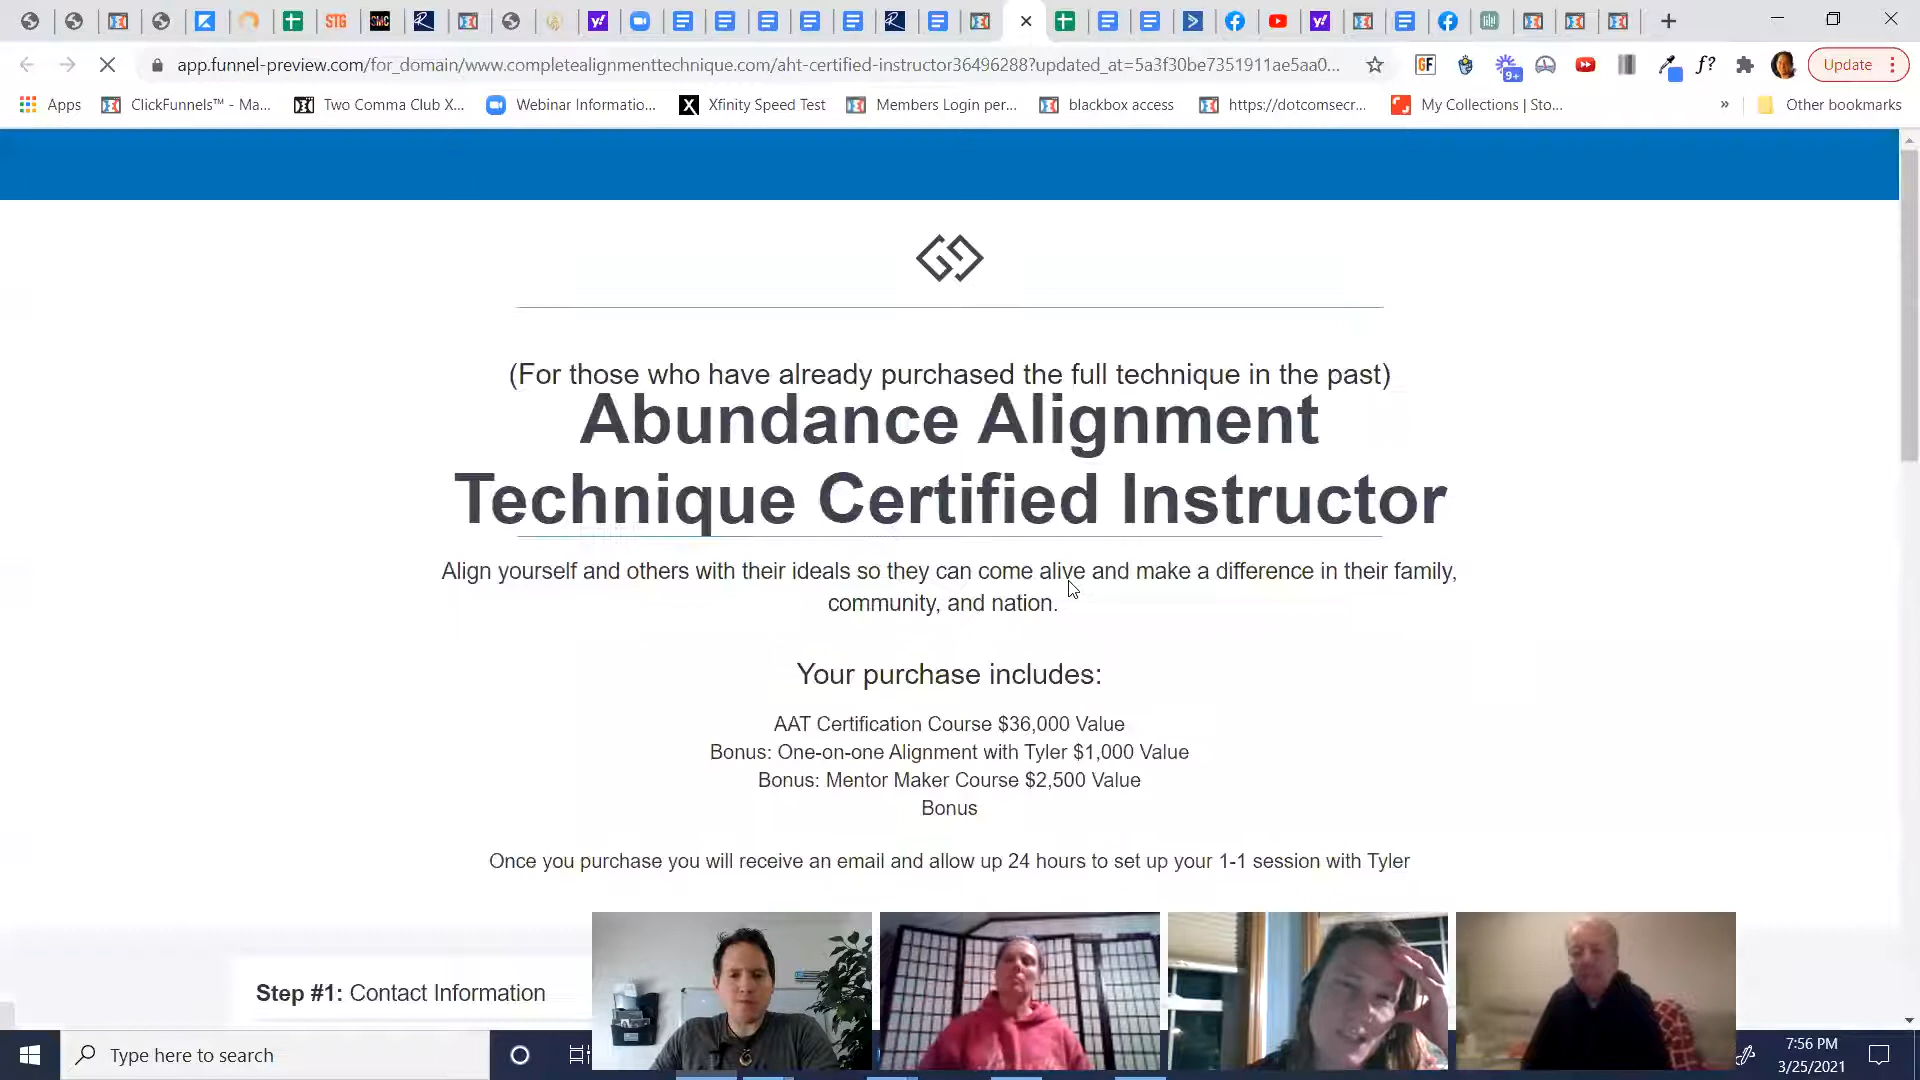 STG
SMC
app.funnel-preview.com/for_domain/www.completealignmenttechnique.com/aht-certified-instructor36496288?updated_at=5a3f30be7351911ae5aa0...
GF
9+
f?
Update
Apps
ClickFunnels™ - Ma...
Two Comma Club X...
Webinar Informatio...
Xfinity Speed Test
Members Login per...
blackbox access
https://dotcomsecr...
My Collections | Sto...
»
Other bookmarks
(For those who have already purchased the full technique in the past)
Abundance Alignment
Technique Certified Instructor
Align yourself and others with their ideals so they can come alive and make a difference in their family,
community, and nation.
Your purchase includes:
AAT Certification Course $36,000 Value
Bonus: One-on-one Alignment with Tyler $1,000 Value
Bonus: Mentor Maker Course $2,500 Value
Bonus
Once you purchase you will receive an email and allow up 24 hours to set up your 1-1 session with Tyler
Step #1: Contact Information
Type here to search
7:56 PM
3/25/2021